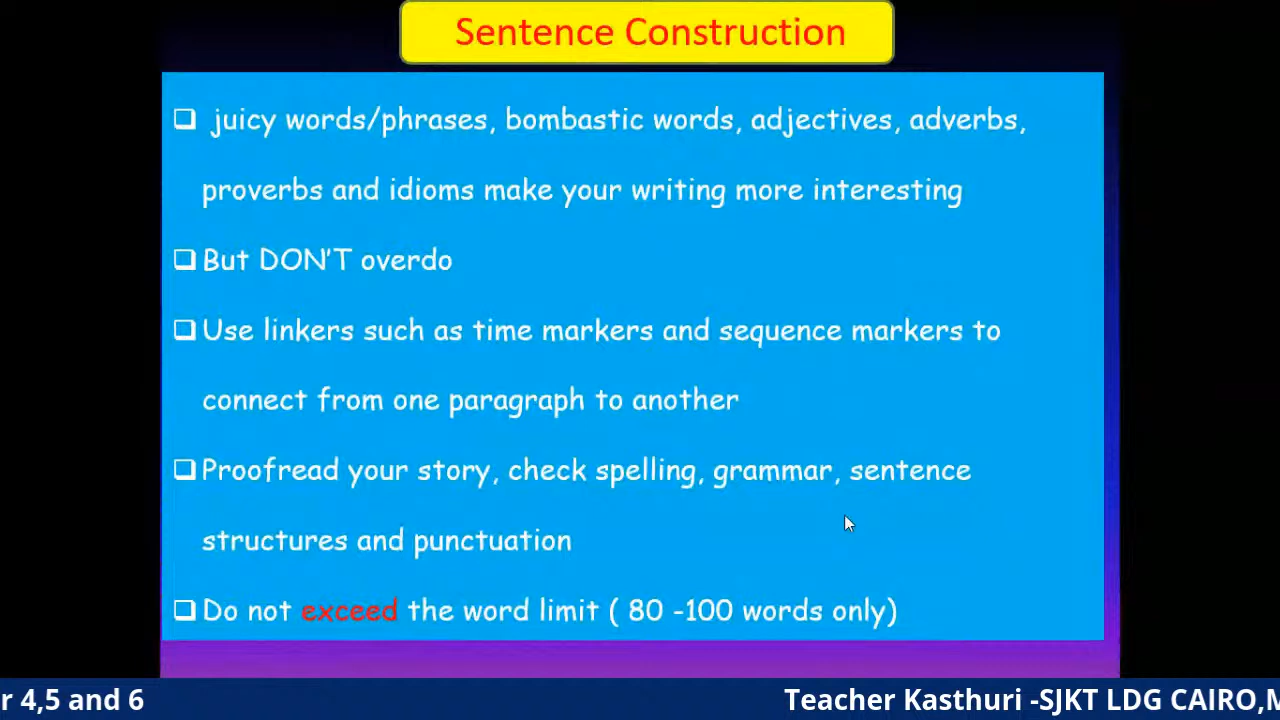 Sentence Construction
❑ juicy words/phrases, bombastic words, adjectives, adverbs,
proverbs and idioms make your writing more interesting
❑ But DON'T overdo
❑ Use linkers such as time markers and sequence markers to
connect from one paragraph to another
❑ Proofread your story, check spelling, grammar, sentence
structures and punctuation
❑ Do not exceed the word limit ( 80 -100 words only)
r 4,5 and 6 Teacher Kasthuri -SJKT LDG CAIRO,M